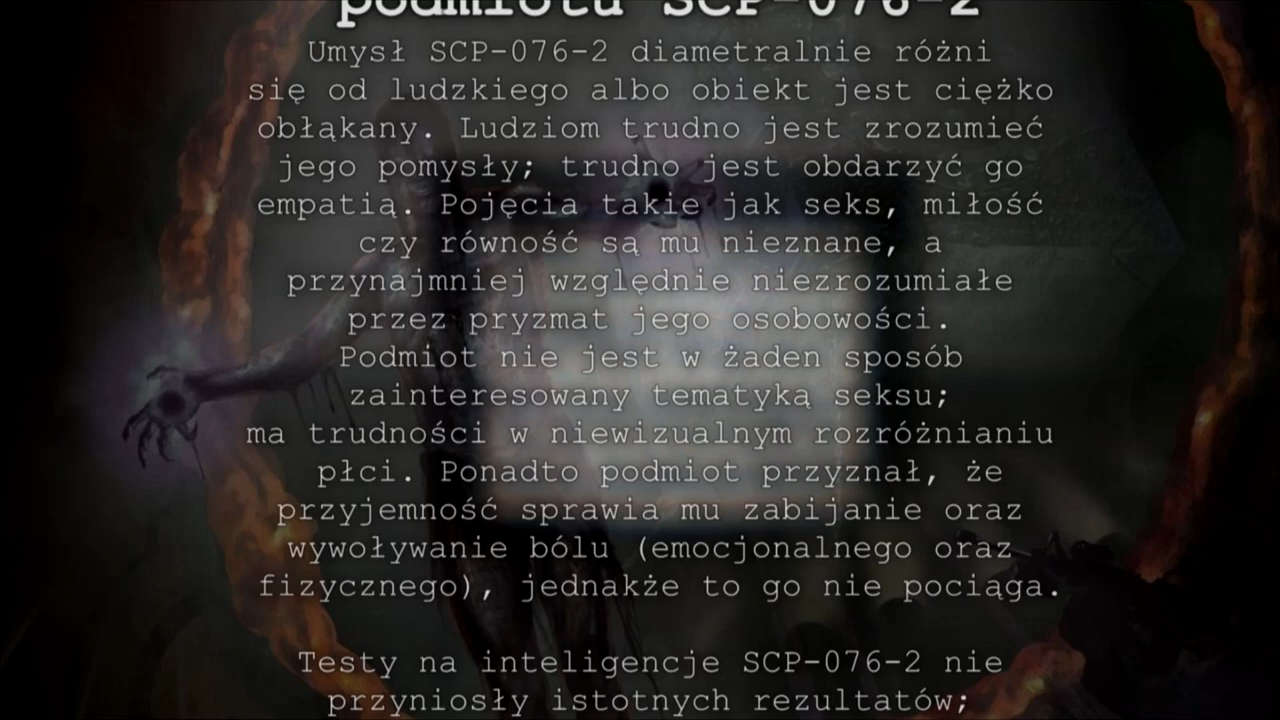 podmiotu SCP-076-2
Umysł SCP-076-2 diametralnie różni
się od ludzkiego albo obiekt jest ciężko
obłąkany. Ludziom trudno jest zrozumieć
jego pomysły; trudno jest obdarzyć go
empatią. Pojęcia takie jak seks, miłość
czy równość są mu nieznane, a
przynajmniej względnie niezrozumiałe
przez pryzmat jego osobowości.
Podmiot nie jest w żaden sposób
zainteresowany tematyką seksu;
ma trudności w niewizualnym rozróżnianiu
płci. Ponadto podmiot przyznał, że
przyjemność sprawia mu zabijanie oraz
wywoływanie bólu (emocjonalnego oraz
fizycznego), jednakże to go nie pociąga.
Testy na inteligencje SCP-076-2 nie
przyniosły istotnych rezultatów;